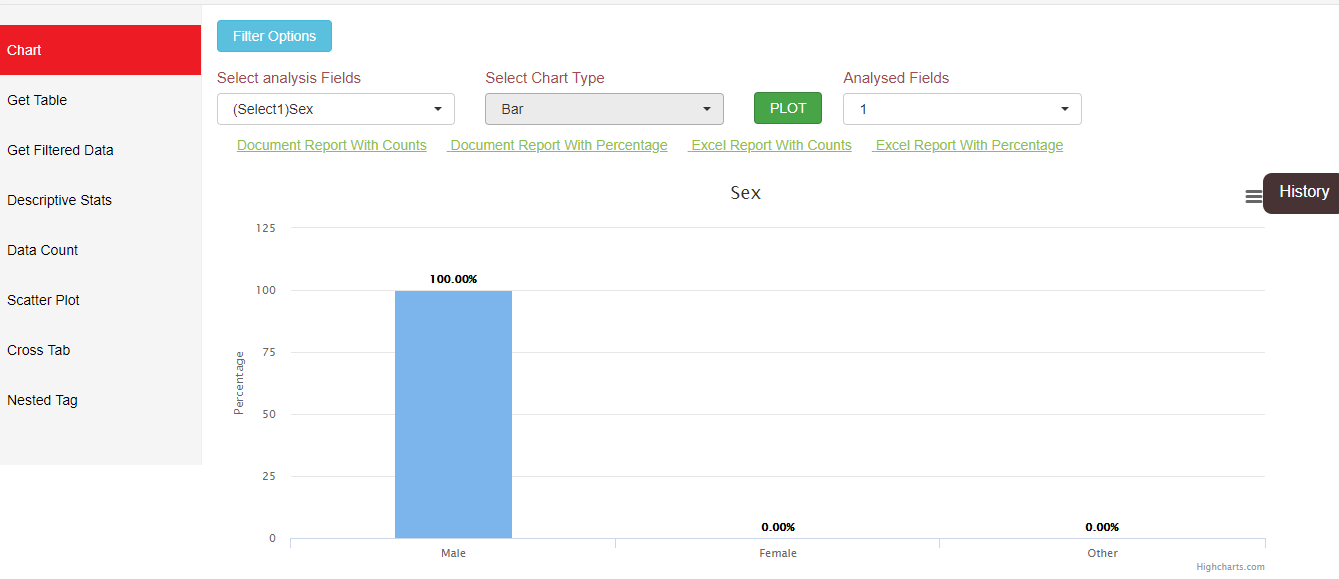 Chart
Get Table
Get Filtered Data
Descriptive Stats
Data Count
Scatter Plot
Cross Tab
Nested Tag
Filter Options
Select analysis Fields
Select Chart Type
Analysed Fields
(Select1)Sex
Bar
PLOT
1
Document Report With Counts
Document Report With Percentage
Excel Report With Counts
Excel Report With Percentage
History
Sex
125
100
75
50
25
0
Percentage
100.00%
0.00%
0.00%
Male
Female
Other
Highcharts.com